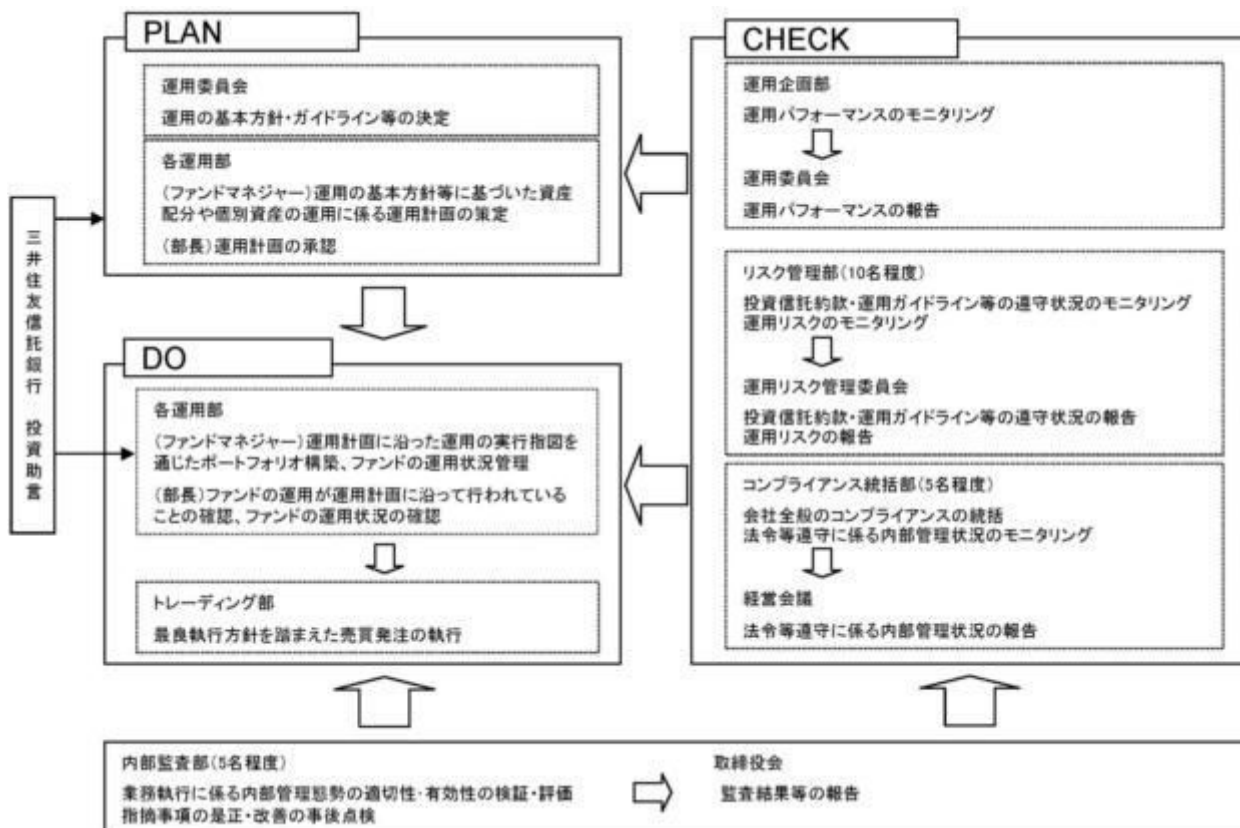 PLAN
運用委員会
運用の基本方針・ガイドライン等の決定
各運用部
(ファンドマネジャー)運用の基本方針等に基づいた資産
配分や個別資産の運用に係る運用計画の策定
(部長)運用計画の承認
三井住友信託銀行 投資助言
DO
各運用部
(ファンドマネジャー)運用計画に沿った運用の実行指図を
通じたポートフォリオ構築、ファンドの運用状況管理
(部長)ファンドの運用が運用計画に沿って行われている
ことの確認、ファンドの運用状況の確認
トレーディング部
最良執行方針を踏まえた売買発注の執行
CHECK
運用企画部
運用パフォーマンスのモニタリング
運用委員会
運用パフォーマンスの報告
リスク管理部(10名程度)
投資信託約款・運用ガイドライン等の遵守状況のモニタリング
運用リスクのモニタリング
運用リスク管理委員会
投資信託約款・運用ガイドライン等の遵守状況の報告
運用リスクの報告
コンプライアンス統括部(5名程度)
会社全般のコンプライアンスの統括
法令等遵守に係る内部管理状況のモニタリング
経営会議
法令等遵守に係る内部管理状況の報告
内部監査部(5名程度)
業務執行に係る内部管理態勢の適切性・有効性の検証・評価
指摘事項の是正・改善の事後点検
取締役会
監査結果等の報告